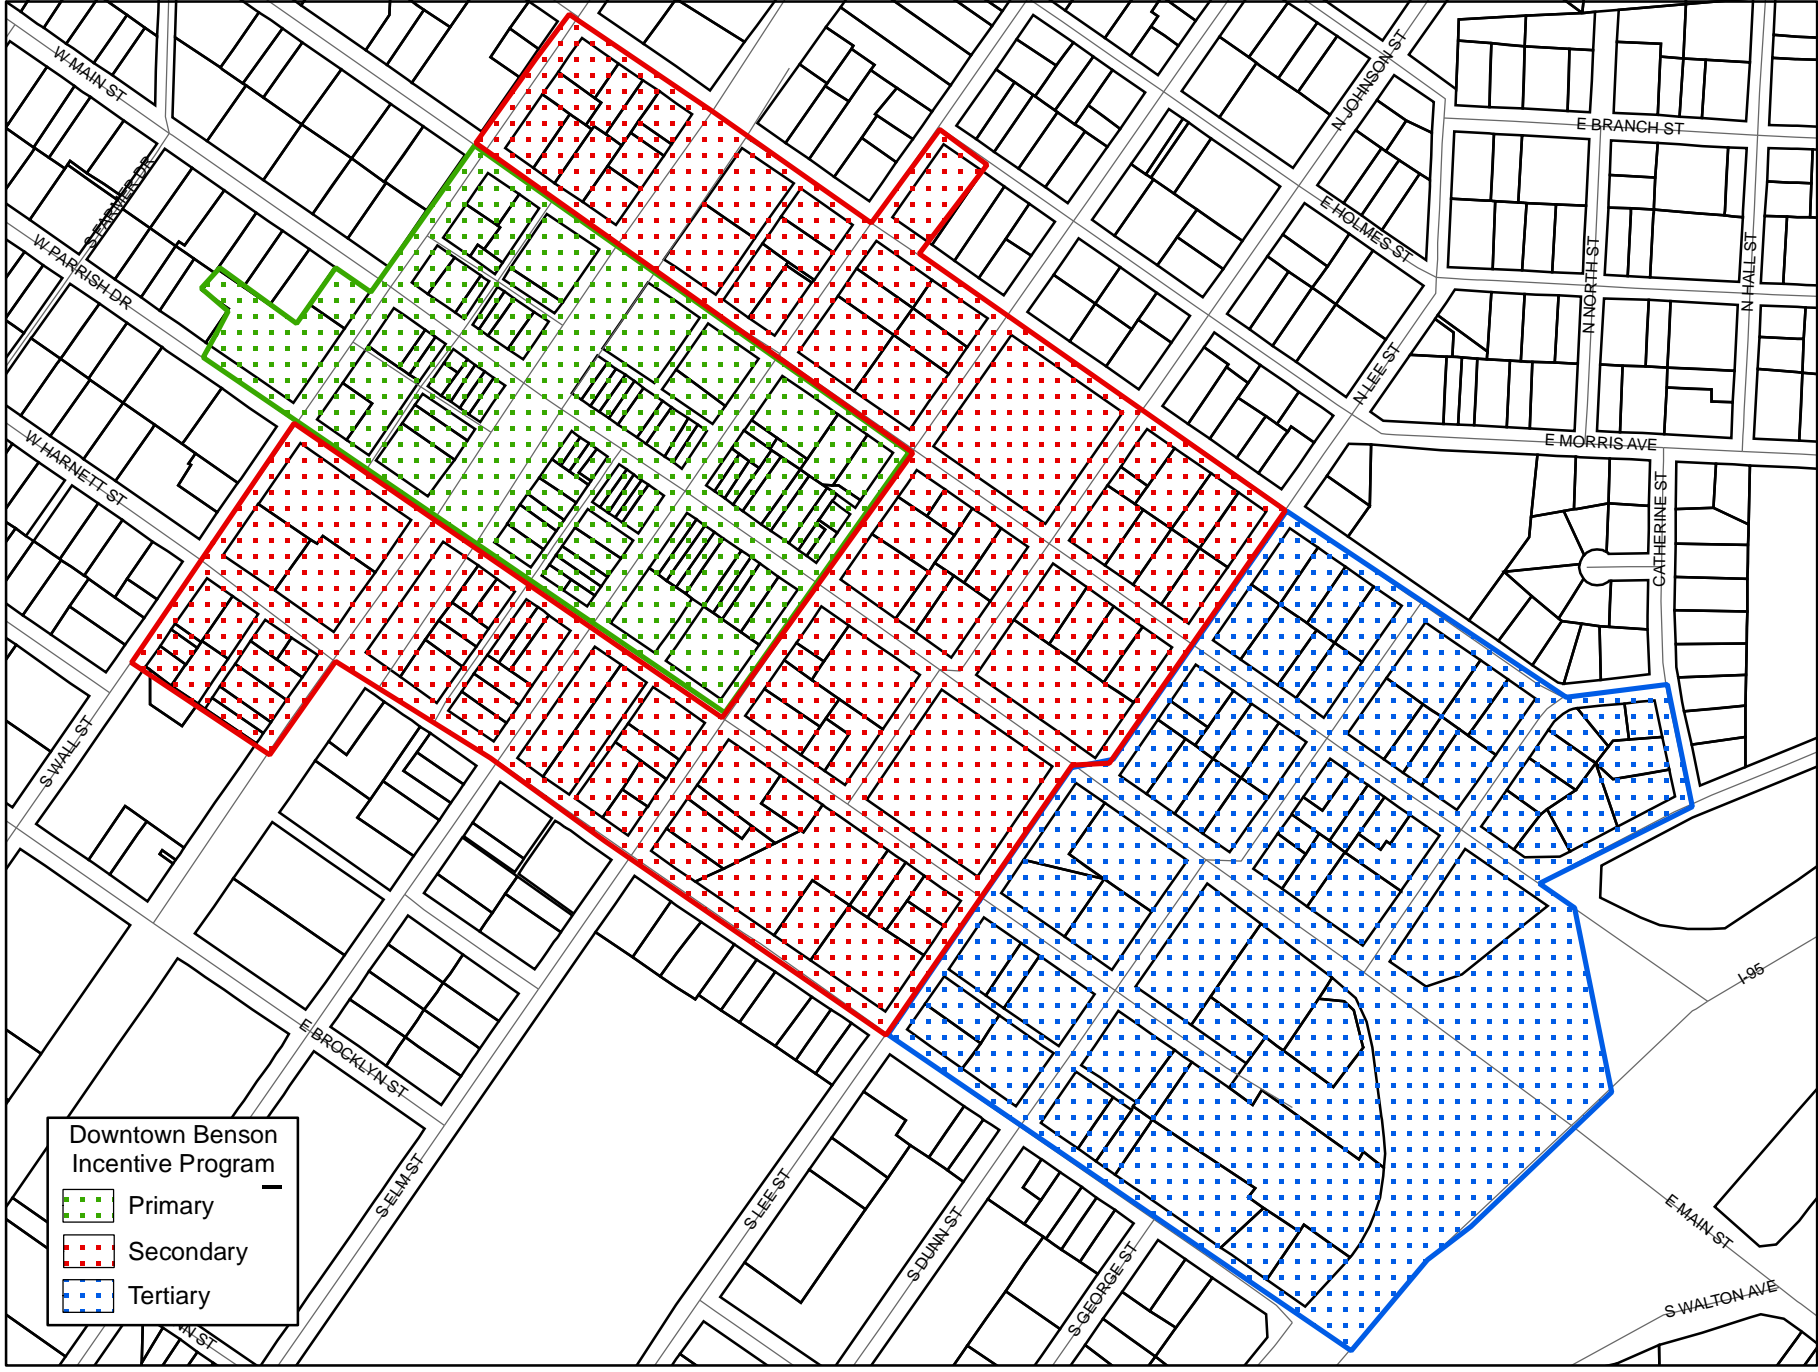 W MAIN ST
N JOHNSON ST
E BRANCH ST
S FARMER DR
E HOLMES ST
W PARRISH DR
N NORTH ST
N HALL ST
N LEE ST
E MORRIS AVE
W HARNETT ST
CATHERINE ST
S WALL ST
I-95
E BROCKLYN ST
S ELM ST
S LEE ST
S DUNN ST
S GEORGE ST
E MAIN ST
S WALTON AVE
Downtown Benson
Incentive Program
Primary
Secondary
Tertiary